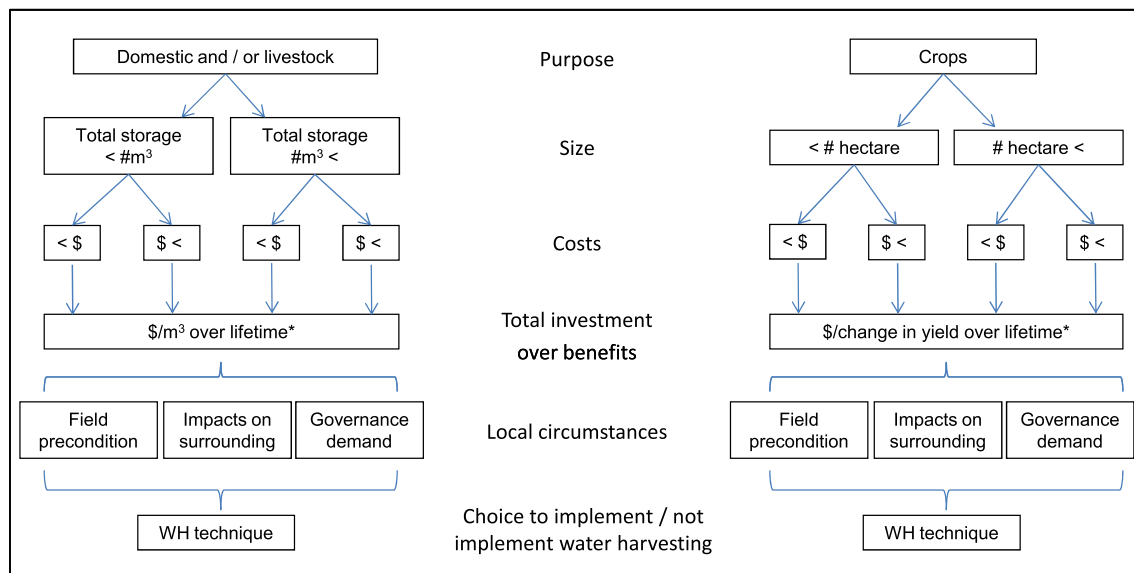 Domestic and / or livestock
Purpose
Crops
Total storage
< #m³
Total storage
#m³ <
Size
< # hectare
# hectare <
< $
$ <
< $
$ <
Costs
< $
$ <
< $
$ <
$/m³ over lifetime*
Total investment
over benefits
$/change in yield over lifetime*
Field
precondition
Impacts on
surrounding
Governance
demand
Local circumstances
Field
precondition
Impacts on
surrounding
Governance
demand
WH technique
Choice to implement / not
implement water harvesting
WH technique